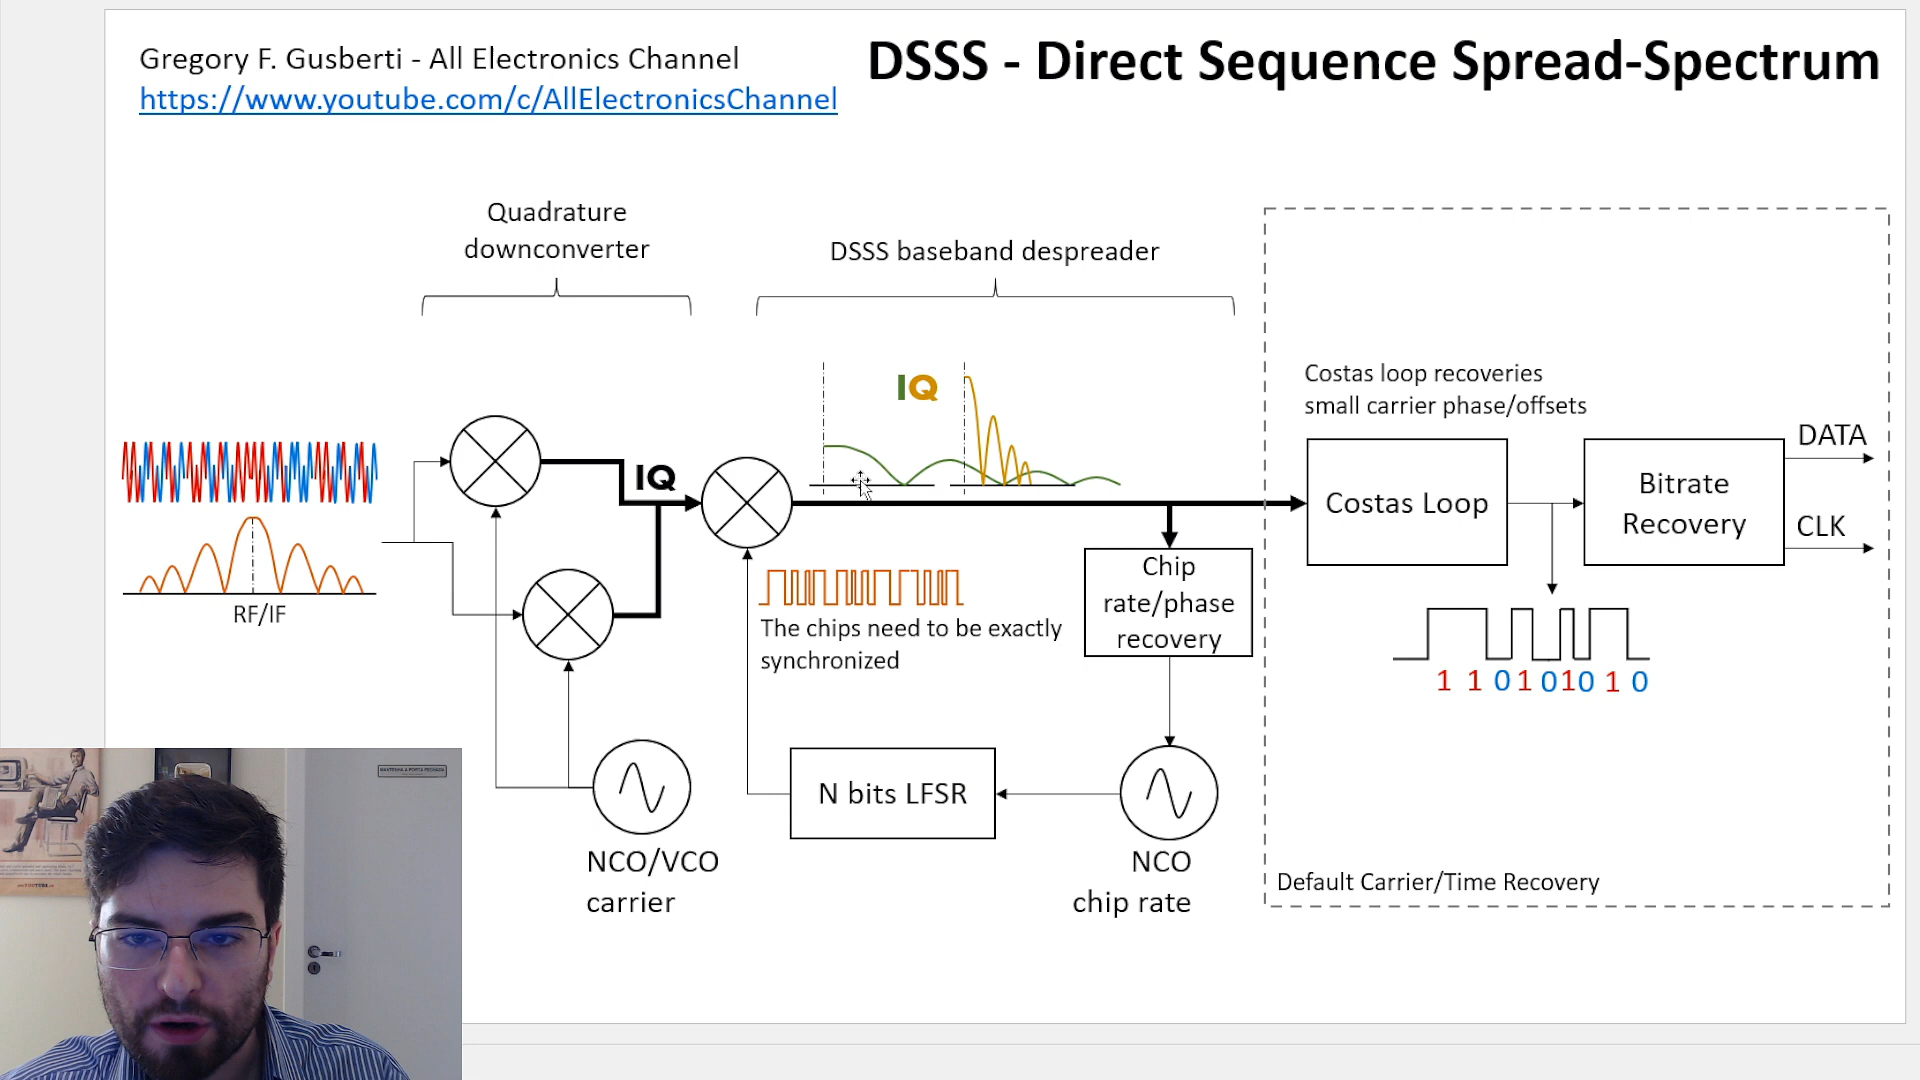 Gregory F. Gusberti - All Electronics Channel
https://www.youtube.com/c/AllElectronicsChannel
DSSS - Direct Sequence Spread-Spectrum
Quadrature
downconverter
DSSS baseband despreader
IQ
IQ
RF/IF
The chips need to be exactly
synchronized
Chip
rate/phase
recovery
NCO/VCO
carrier
N bits LFSR
NCO
chip rate
Costas loop recoveries
small carrier phase/offsets
Costas Loop
Bitrate
Recovery
DATA
CLK
1 1 0 1 0 1 0 1 0
Default Carrier/Time Recovery
MANTENHA A PORTA FECHADA